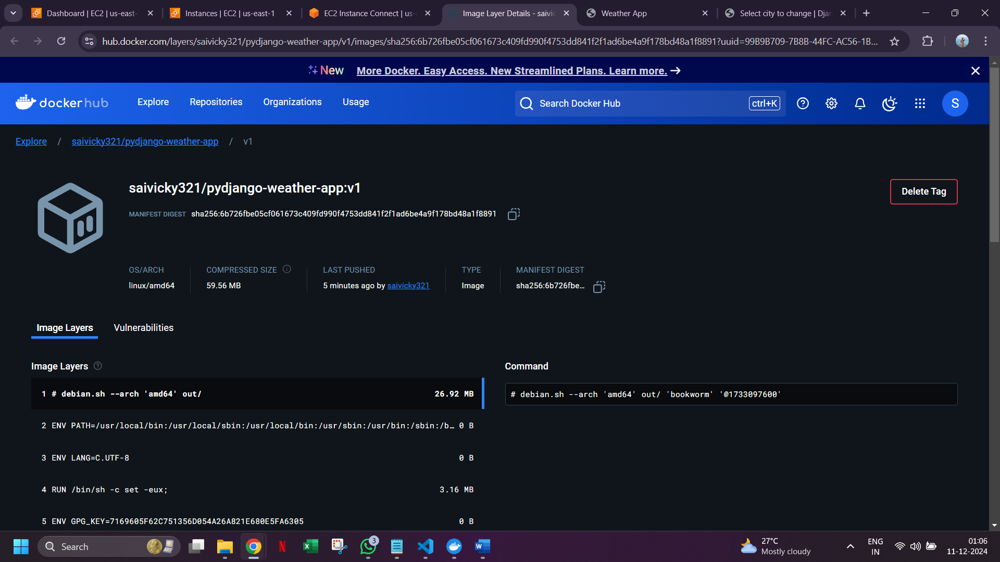 Dashboard | EC2 | us-east-
Instances | EC2 | us-east-1
EC2 Instance Connect | us-
Image Layer Details - saivic
Weather App
Select city to change | Djan
hub.docker.com/layers/saivicky321/pydjango-weather-app/v1/images/sha256:6b726fbe05cf061673c409fd990f4753dd841f2f1ad6be4a9f178bd48a1f8891?uuid=99B9B709-7B8B-44FC-AC56-1B...
New More Docker. Easy Access. New Streamlined Plans. Learn more. →
docker hub
Explore
Repositories
Organizations
Usage
Search Docker Hub
ctrl+K
S
Explore / saivicky321/pydjango-weather-app / v1
saivicky321/pydjango-weather-app:v1
Delete Tag
MANIFEST DIGEST sha256:6b726fbe05cf061673c409fd990f4753dd841f2f1ad6be4a9f178bd48a1f8891
OS/ARCH
linux/amd64
COMPRESSED SIZE
59.56 MB
LAST PUSHED
5 minutes ago by saivicky321
TYPE
Image
MANIFEST DIGEST
sha256:6b726fbe...
Image Layers
Vulnerabilities
Image Layers
1 # debian.sh --arch 'amd64' out/ 26.92 MB
2 ENV PATH=/usr/local/bin:/usr/local/sbin:/usr/local/bin:/usr/sbin:/usr/bin:/sbin:/b… 0 B
3 ENV LANG=C.UTF-8 0 B
4 RUN /bin/sh -c set -eux; 3.16 MB
5 ENV GPG_KEY=7169605F62C751356D054A26A821E680E5FA6305 0 B
Command
# debian.sh --arch 'amd64' out/ 'bookworm' '@1733097600'
Search
3
27°C
Mostly cloudy
ENG
IN
01:06
11-12-2024